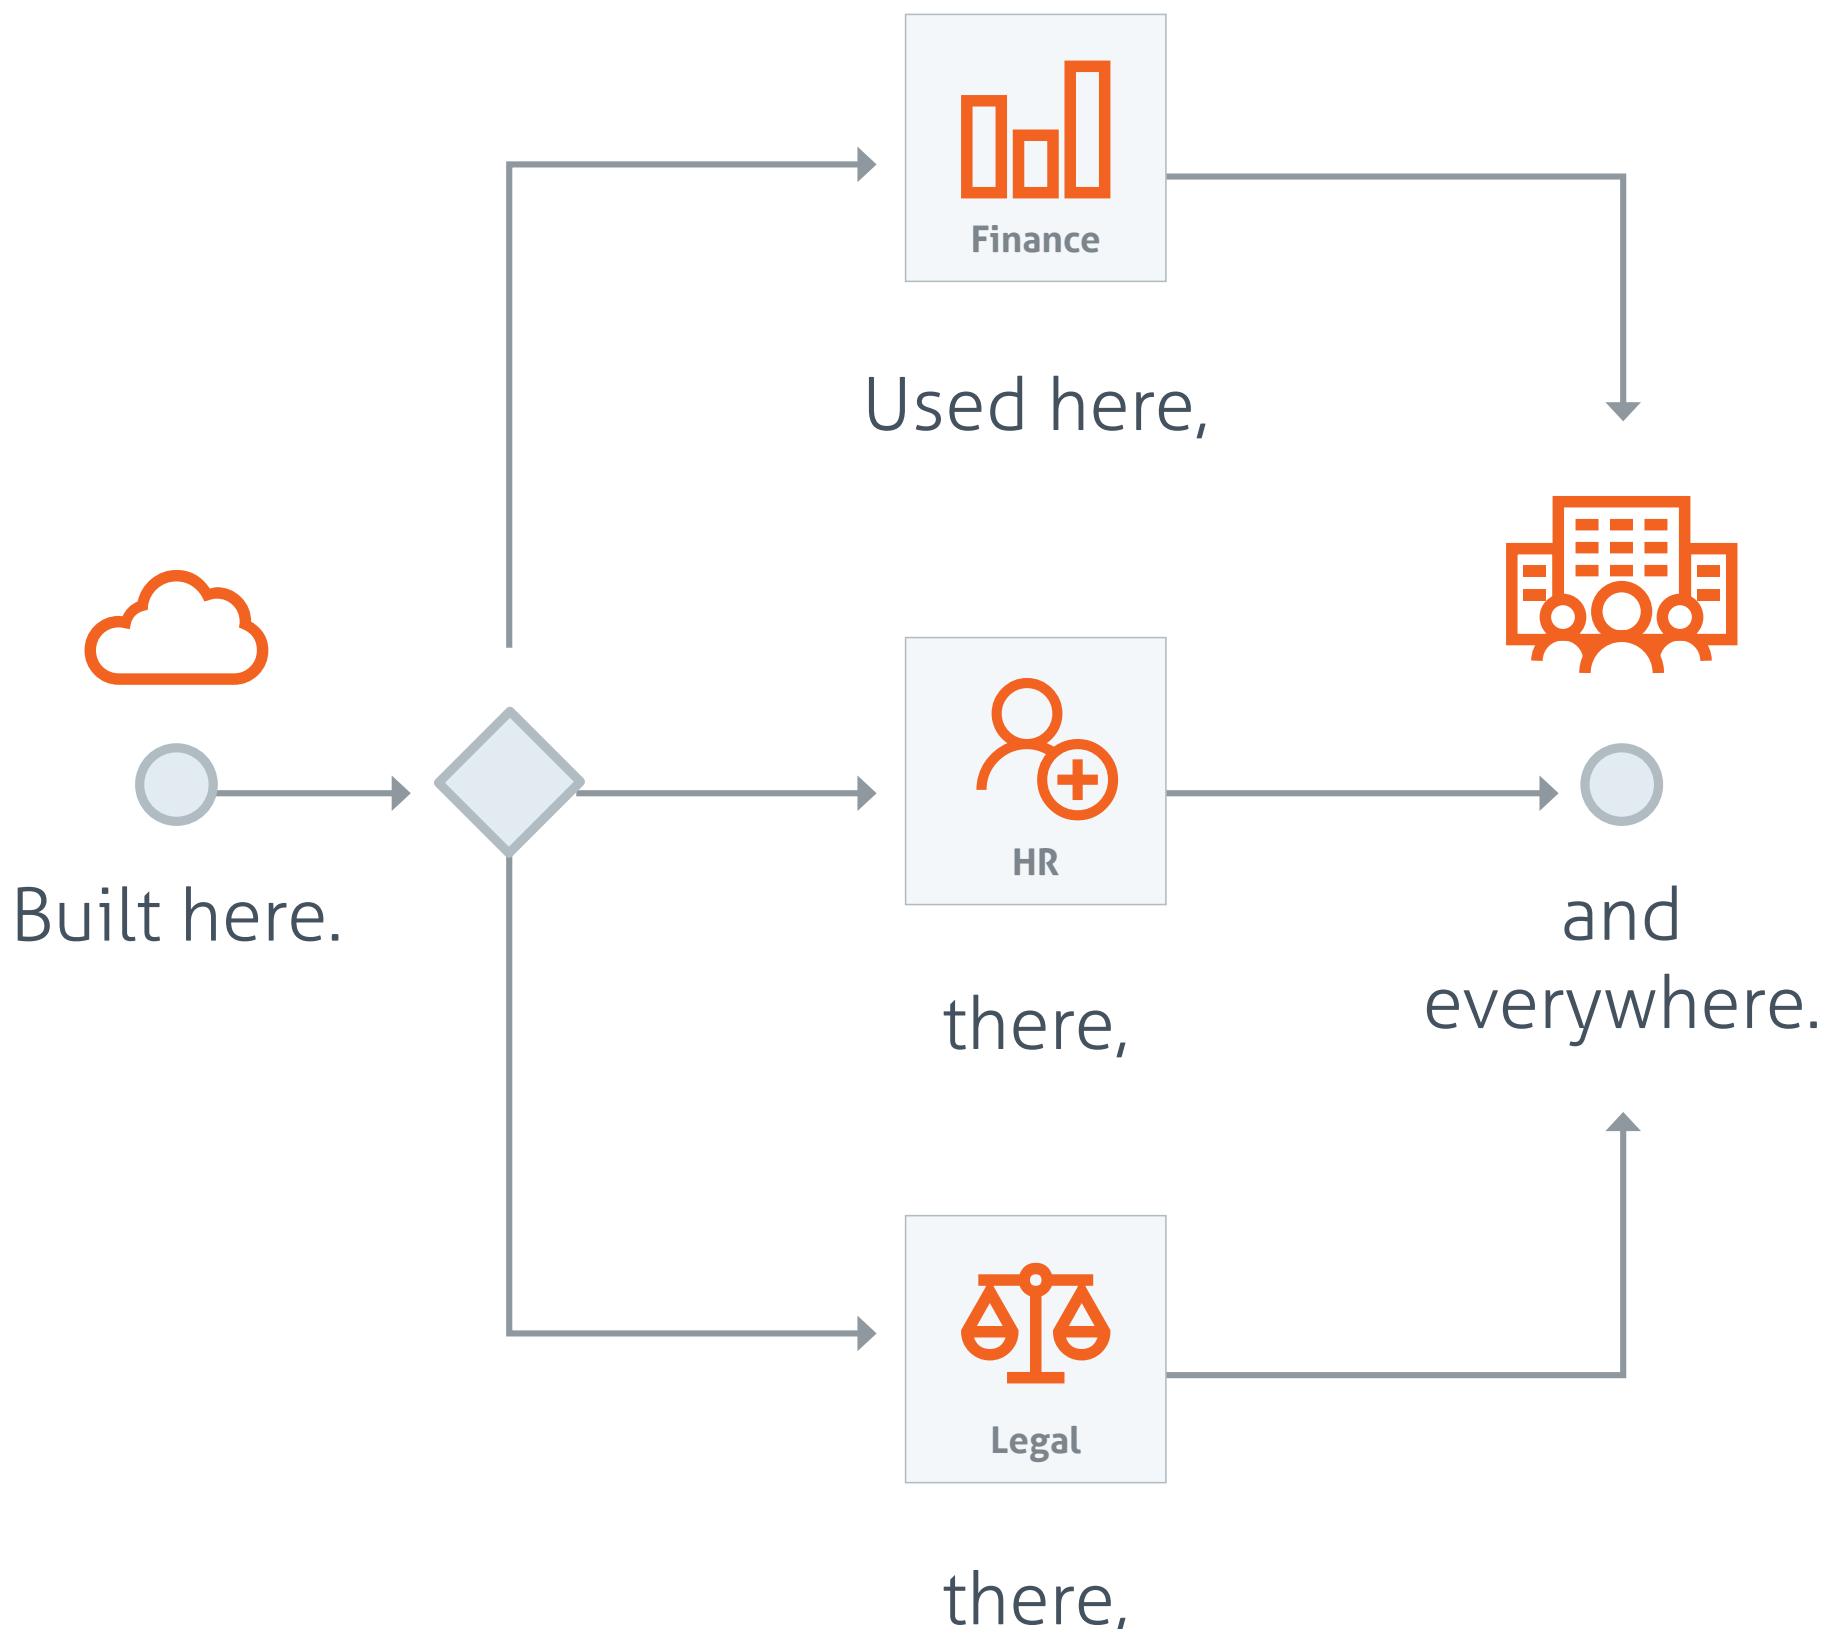 Finance
Used here,
Built here.
HR
there,
and
everywhere.
Legal
there,